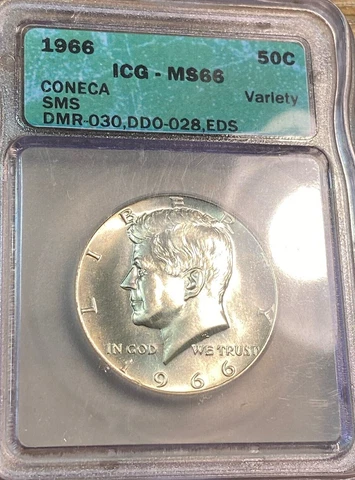 1966 50C
ICG - MS66
CONECA
SMS Variety
DMR-030,DDO-028,EDS
LIBERTY
IN GOD WE TRUST
1966